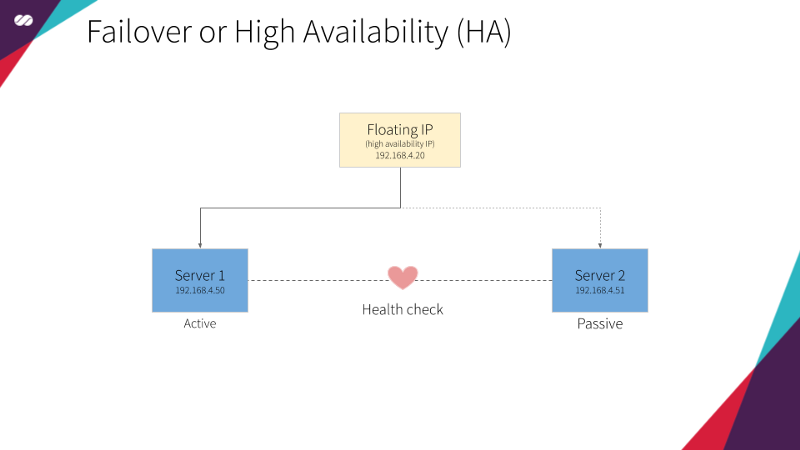 Failover or High Availability (HA)
Floating IP
(high availability IP)
192.168.4.20
Server 1
192.168.4.50
Active
Health check
Server 2
192.168.4.51
Passive